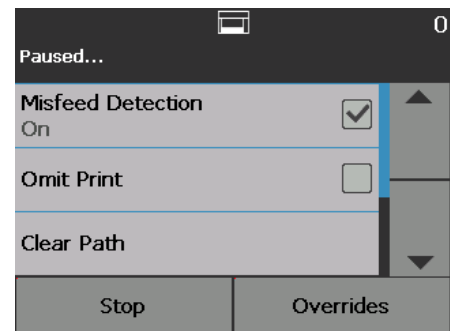 0
Paused...
Misfeed Detection
On
Omit Print
Clear Path
Stop
Overrides